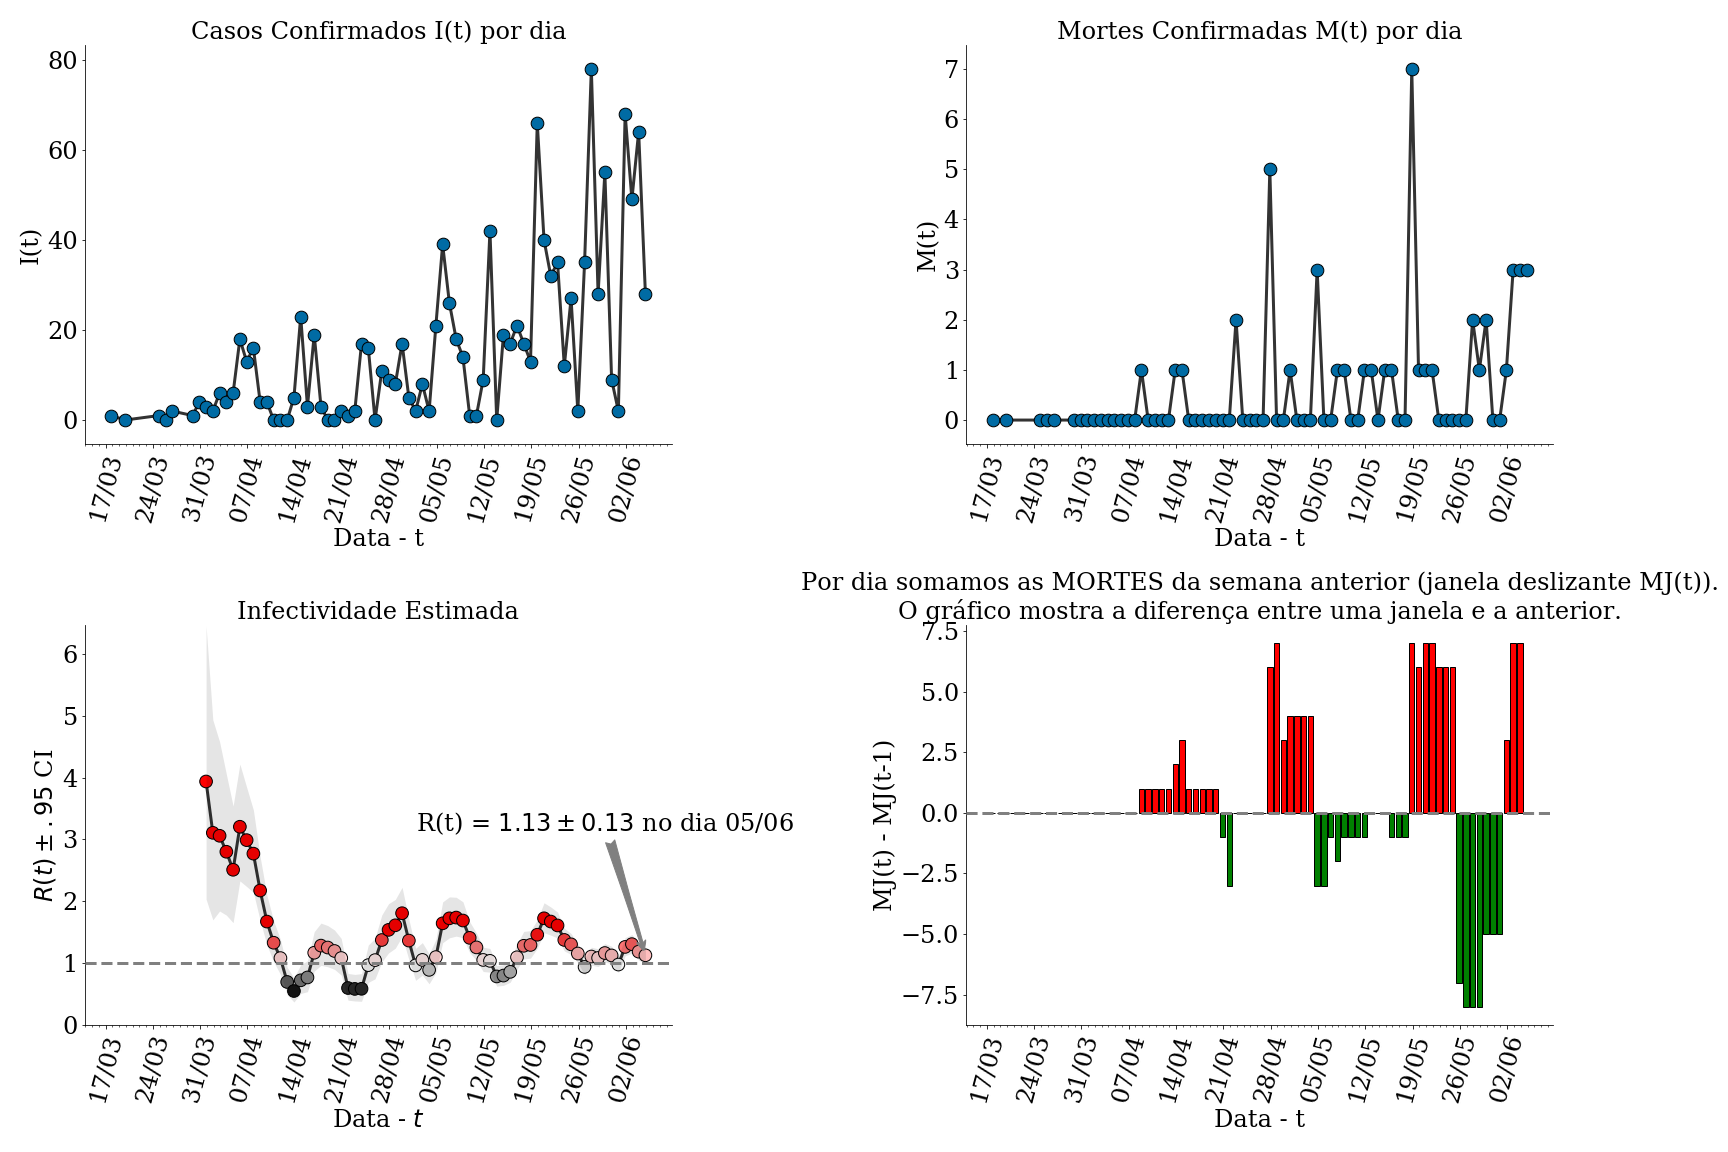 Casos Confirmados I(t) por dia
80
60
40
20
0
I(t)
17/03 24/03 31/03 07/04 14/04 21/04 28/04 05/05 12/05 19/05 26/05 02/06
Data - t
Mortes Confirmadas M(t) por dia
7
6
5
4
3
2
1
0
M(t)
17/03 24/03 31/03 07/04 14/04 21/04 28/04 05/05 12/05 19/05 26/05 02/06
Data - t
Infectividade Estimada
6
5
4
3
2
1
0
R(t) ± .95 CI
R(t) = 1.13 ± 0.13 no dia 05/06
17/03 24/03 31/03 07/04 14/04 21/04 28/04 05/05 12/05 19/05 26/05 02/06
Data - t
Por dia somamos as MORTES da semana anterior (janela deslizante MJ(t)).
O gráfico mostra a diferença entre uma janela e a anterior.
7.5
5.0
2.5
0.0
−2.5
−5.0
−7.5
MJ(t) - MJ(t-1)
17/03 24/03 31/03 07/04 14/04 21/04 28/04 05/05 12/05 19/05 26/05 02/06
Data - t